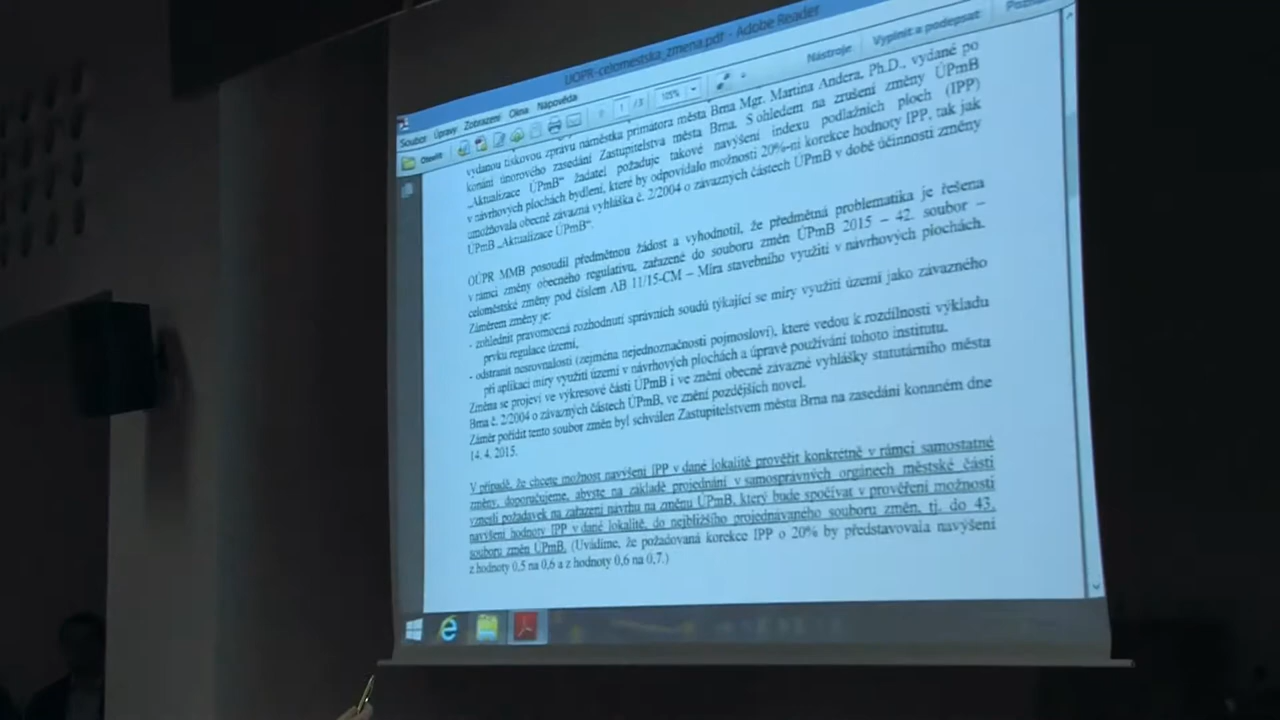 UOPR-celomestska_zmena.pdf - Adobe Reader
Soubor Úpravy Zobrazení Okna Nápověda
Otevřít 1 / 3 105% Nástroje Vyplnit a podepsat
vydanou tiskovou zprávu náměstka primátora města Brna Mgr. Martina Andera, Ph.D., vydané po
konání únorového zasedání Zastupitelstva města Brna. S ohledem na zrušení změny ÚPmB
„Aktualizace ÚPmB“ žadatel požaduje takové navýšení indexu podlažních ploch (IPP)
v návrhových plochách bydlení, které by odpovídalo možnosti 20%-ní korekce hodnoty IPP, tak jak
umožňovala obecně závazná vyhláška č. 2/2004 o závazných částech ÚPmB v době účinnosti změny
ÚPmB „Aktualizace ÚPmB“.
OÚPR MMB posoudil předmětnou žádost a vyhodnotil, že předmětná problematika je řešena
v rámci změny obecného regulativu, zařazené do souboru změn ÚPmB 2015 – 42. soubor –
celoměstské změny pod číslem AB 11/15-CM – Míra stavebního využití v návrhových plochách.
Záměrem změny je:
- zohlednit pravomocná rozhodnutí správních soudů týkající se míry využití území jako závazného
prvku regulace území,
- odstranit nesrovnalosti (zejména nejednoznačnosti pojmosloví), které vedou k rozdílnosti výkladu
při aplikaci míry využití území v návrhových plochách a úpravě používání tohoto institutu.
Změna se projeví ve výkresové části ÚPmB i ve znění obecně závazné vyhlášky statutárního města
Brna č. 2/2004 o závazných částech ÚPmB, ve znění pozdějších novel.
Záměr pořídit tento soubor změn byl schválen Zastupitelstvem města Brna na zasedání konaném dne
14. 4. 2015.
V případě, že chcete možnost navýšení IPP v dané lokalitě prověřit konkrétně v rámci samostatné
změny, doporučujeme, abyste na základě projednání v samosprávných orgánech městské části
vznesli požadavek na zařazení návrhu na změnu ÚPmB, který bude spočívat v prověření možnosti
navýšení hodnoty IPP v dané lokalitě, do nejbližšího projednávaného souboru změn, tj. do 43.
souboru změn ÚPmB. (Uvádíme, že požadovaná korekce IPP o 20% by představovala navýšení
z hodnoty 0,5 na 0,6 a z hodnoty 0,6 na 0,7.)